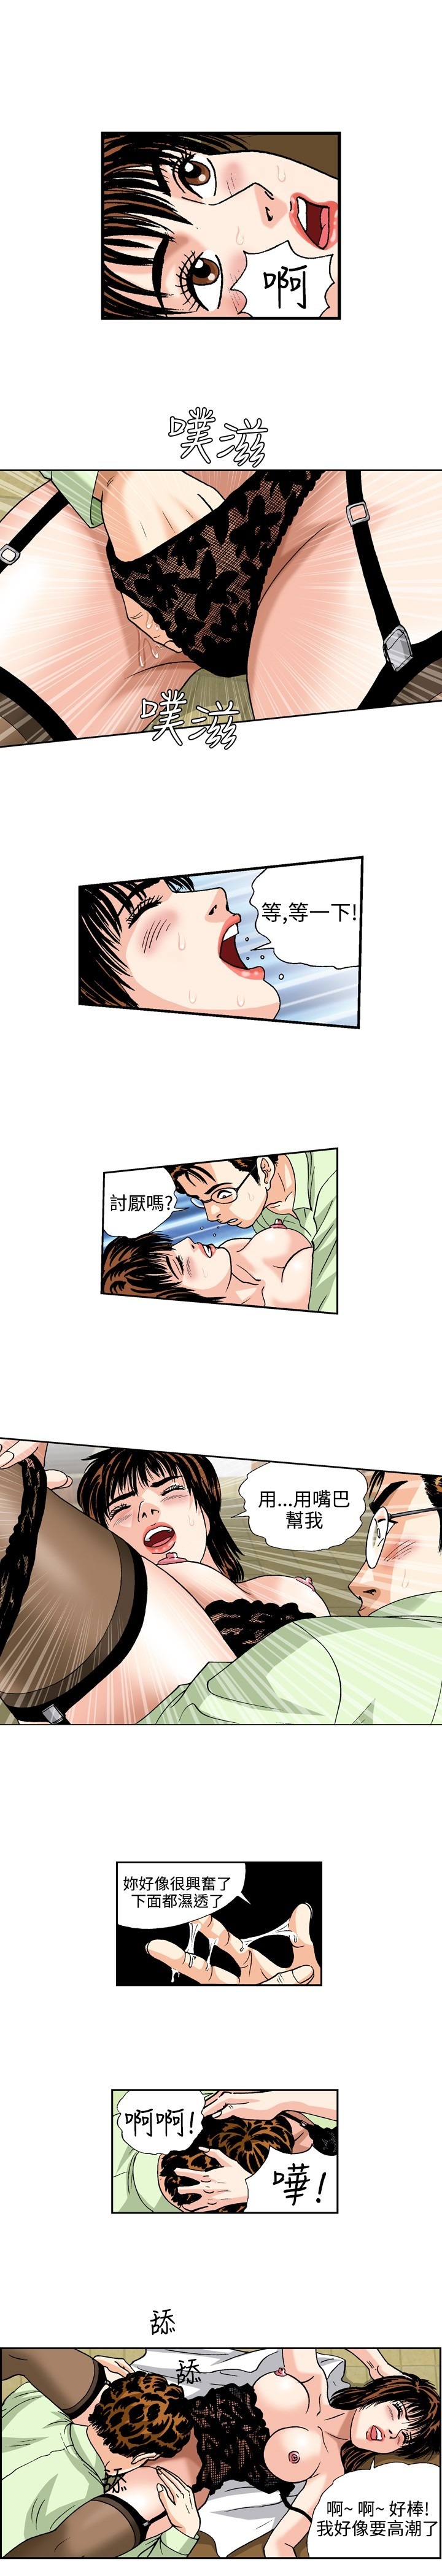 啊
噗滋
噗滋
等,等一下!
討厭嗎?
用...用嘴巴
幫我
妳好像很興奮了
下面都濕透了
啊啊!
嘩!
舔
舔
舔
啊~啊~好棒!
我好像要高潮了